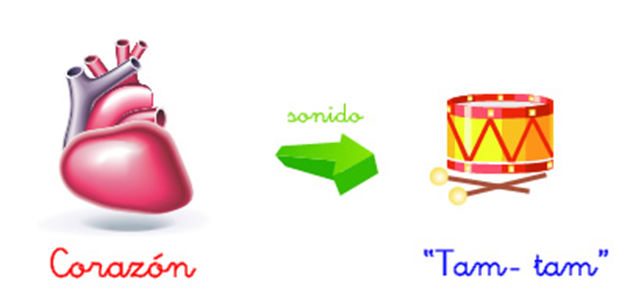 sonido
Corazón
“Tam- tam”